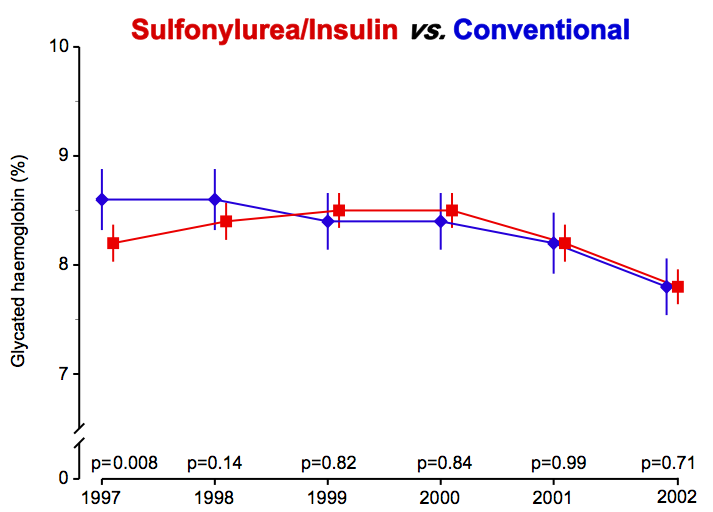 Sulfonylurea/Insulin vs. Conventional
10
9
8
7
0
Glycated haemoglobin (%)
p=0.008 p=0.14 p=0.82 p=0.84 p=0.99 p=0.71
1997 1998 1999 2000 2001 2002